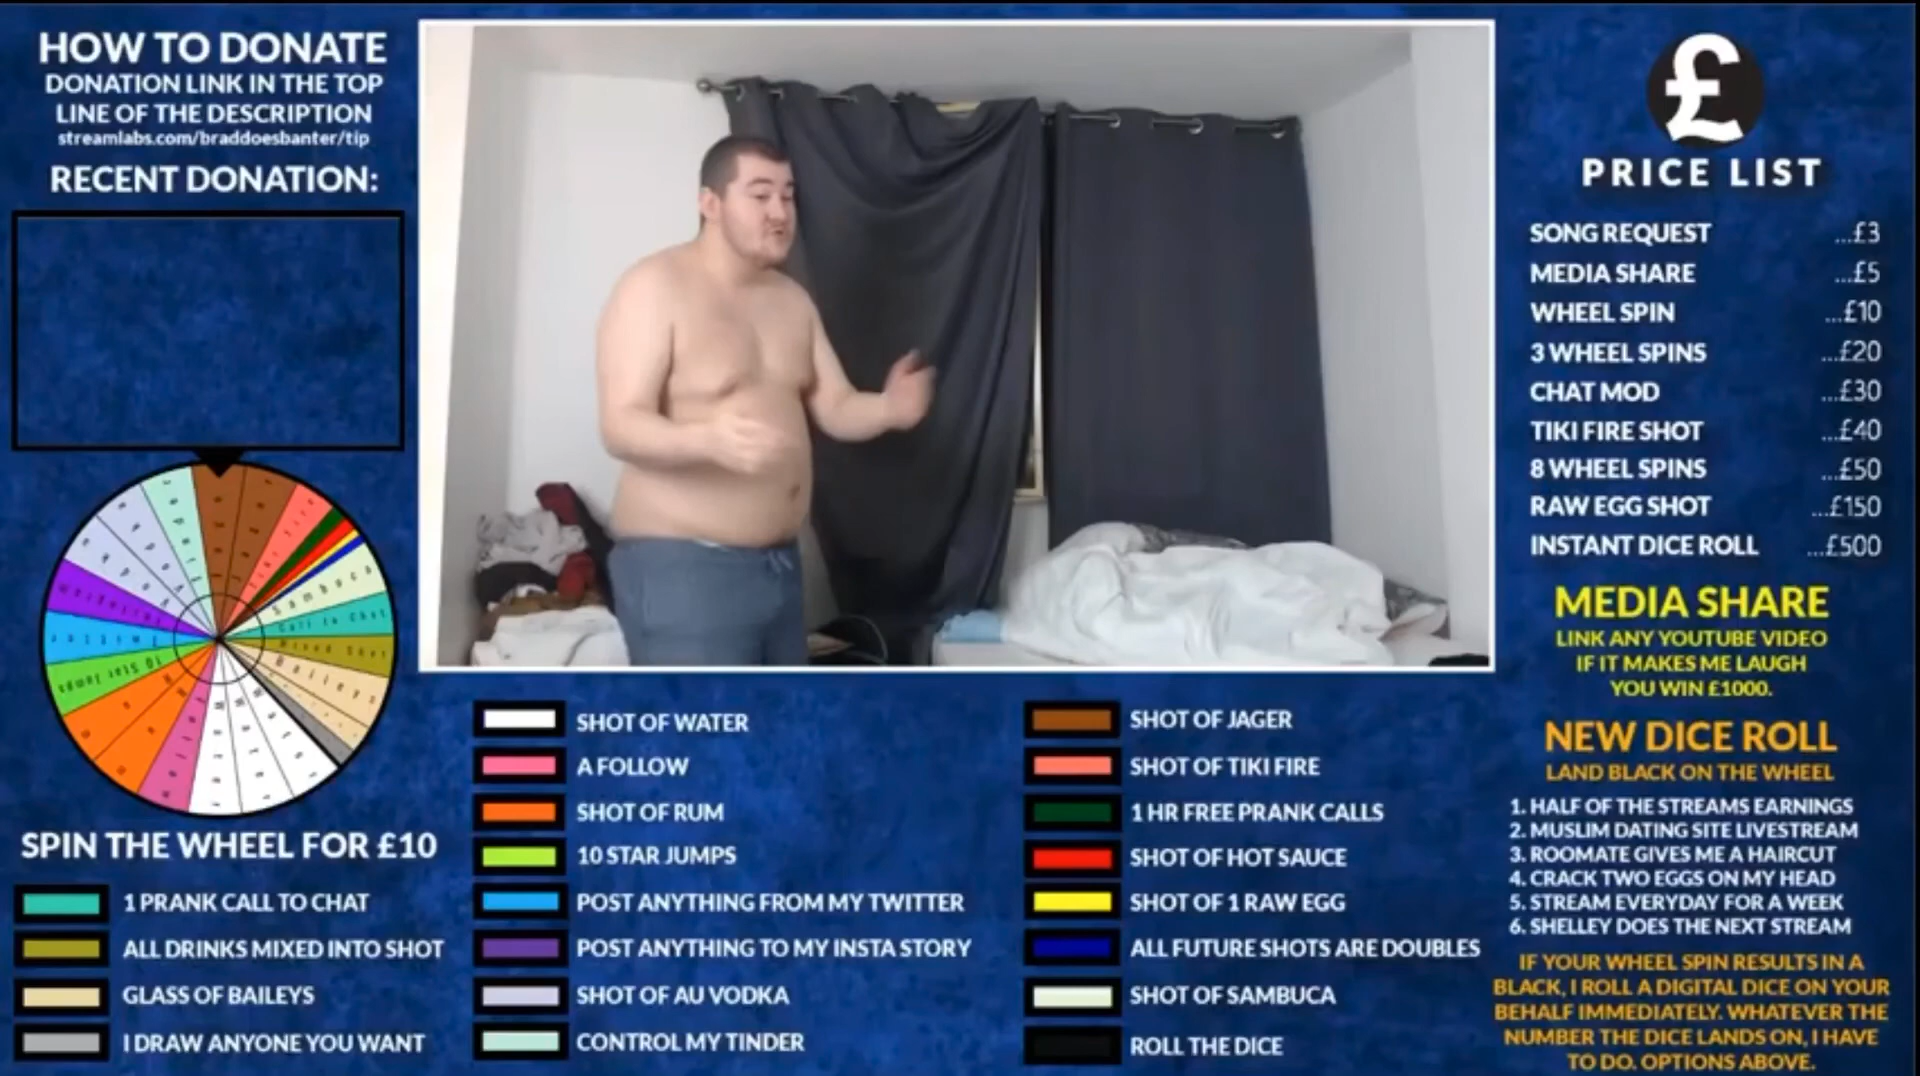 HOW TO DONATE
DONATION LINK IN THE TOP
LINE OF THE DESCRIPTION
streamlabs.com/braddoesbanter/tip
RECENT DONATION:
Sambuca
Call to Chat
Mixed Shot
Baileys
10 Star Jumps
SPIN THE WHEEL FOR £10
1 PRANK CALL TO CHAT
ALL DRINKS MIXED INTO SHOT
GLASS OF BAILEYS
I DRAW ANYONE YOU WANT
SHOT OF WATER
A FOLLOW
SHOT OF RUM
10 STAR JUMPS
POST ANYTHING FROM MY TWITTER
POST ANYTHING TO MY INSTA STORY
SHOT OF AU VODKA
CONTROL MY TINDER
SHOT OF JAGER
SHOT OF TIKI FIRE
1 HR FREE PRANK CALLS
SHOT OF HOT SAUCE
SHOT OF 1 RAW EGG
ALL FUTURE SHOTS ARE DOUBLES
SHOT OF SAMBUCA
ROLL THE DICE
£
PRICE LIST
SONG REQUEST ...£3
MEDIA SHARE ...£5
WHEEL SPIN ...£10
3 WHEEL SPINS ...£20
CHAT MOD ...£30
TIKI FIRE SHOT ...£40
8 WHEEL SPINS ...£50
RAW EGG SHOT ...£150
INSTANT DICE ROLL ...£500
MEDIA SHARE
LINK ANY YOUTUBE VIDEO
IF IT MAKES ME LAUGH
YOU WIN £1000.
NEW DICE ROLL
LAND BLACK ON THE WHEEL
1. HALF OF THE STREAMS EARNINGS
2. MUSLIM DATING SITE LIVESTREAM
3. ROOMATE GIVES ME A HAIRCUT
4. CRACK TWO EGGS ON MY HEAD
5. STREAM EVERYDAY FOR A WEEK
6. SHELLEY DOES THE NEXT STREAM
IF YOUR WHEEL SPIN RESULTS IN A
BLACK, I ROLL A DIGITAL DICE ON YOUR
BEHALF IMMEDIATELY. WHATEVER THE
NUMBER THE DICE LANDS ON, I HAVE
TO DO. OPTIONS ABOVE.